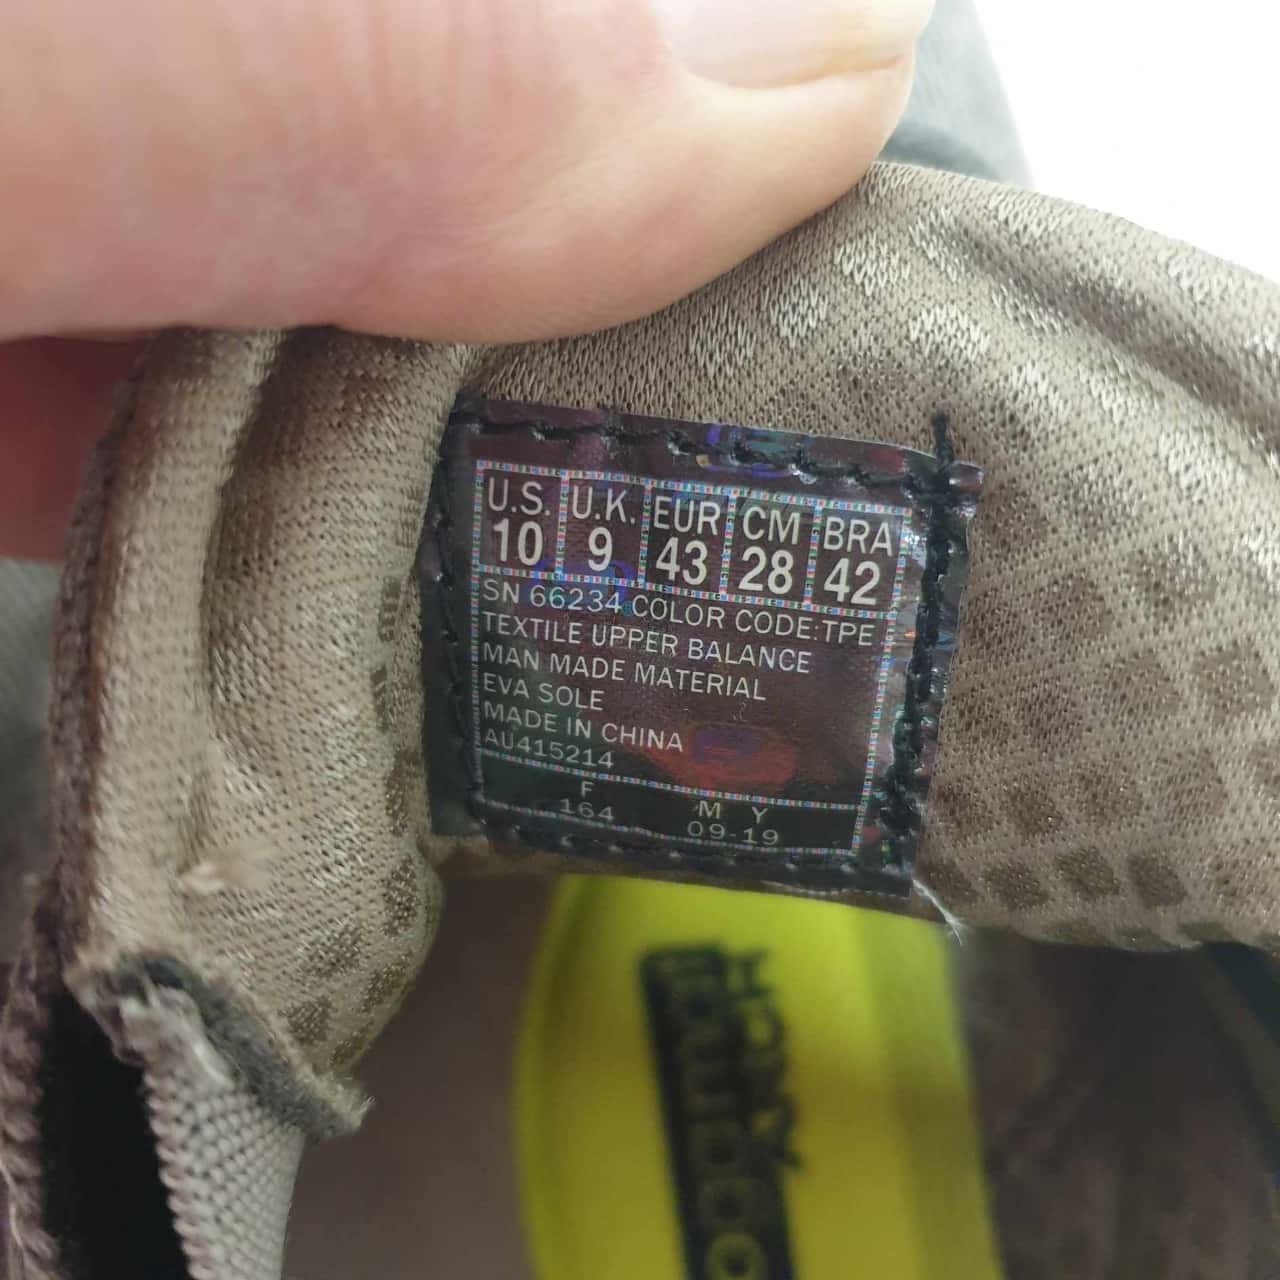 U.S. U.K. EUR CM BRA
10 9 43 28 42
SN 66234 COLOR CODE:TPE
TEXTILE UPPER BALANCE
MAN MADE MATERIAL
EVA SOLE
MADE IN CHINA
AU415214
F M Y
164 09-19